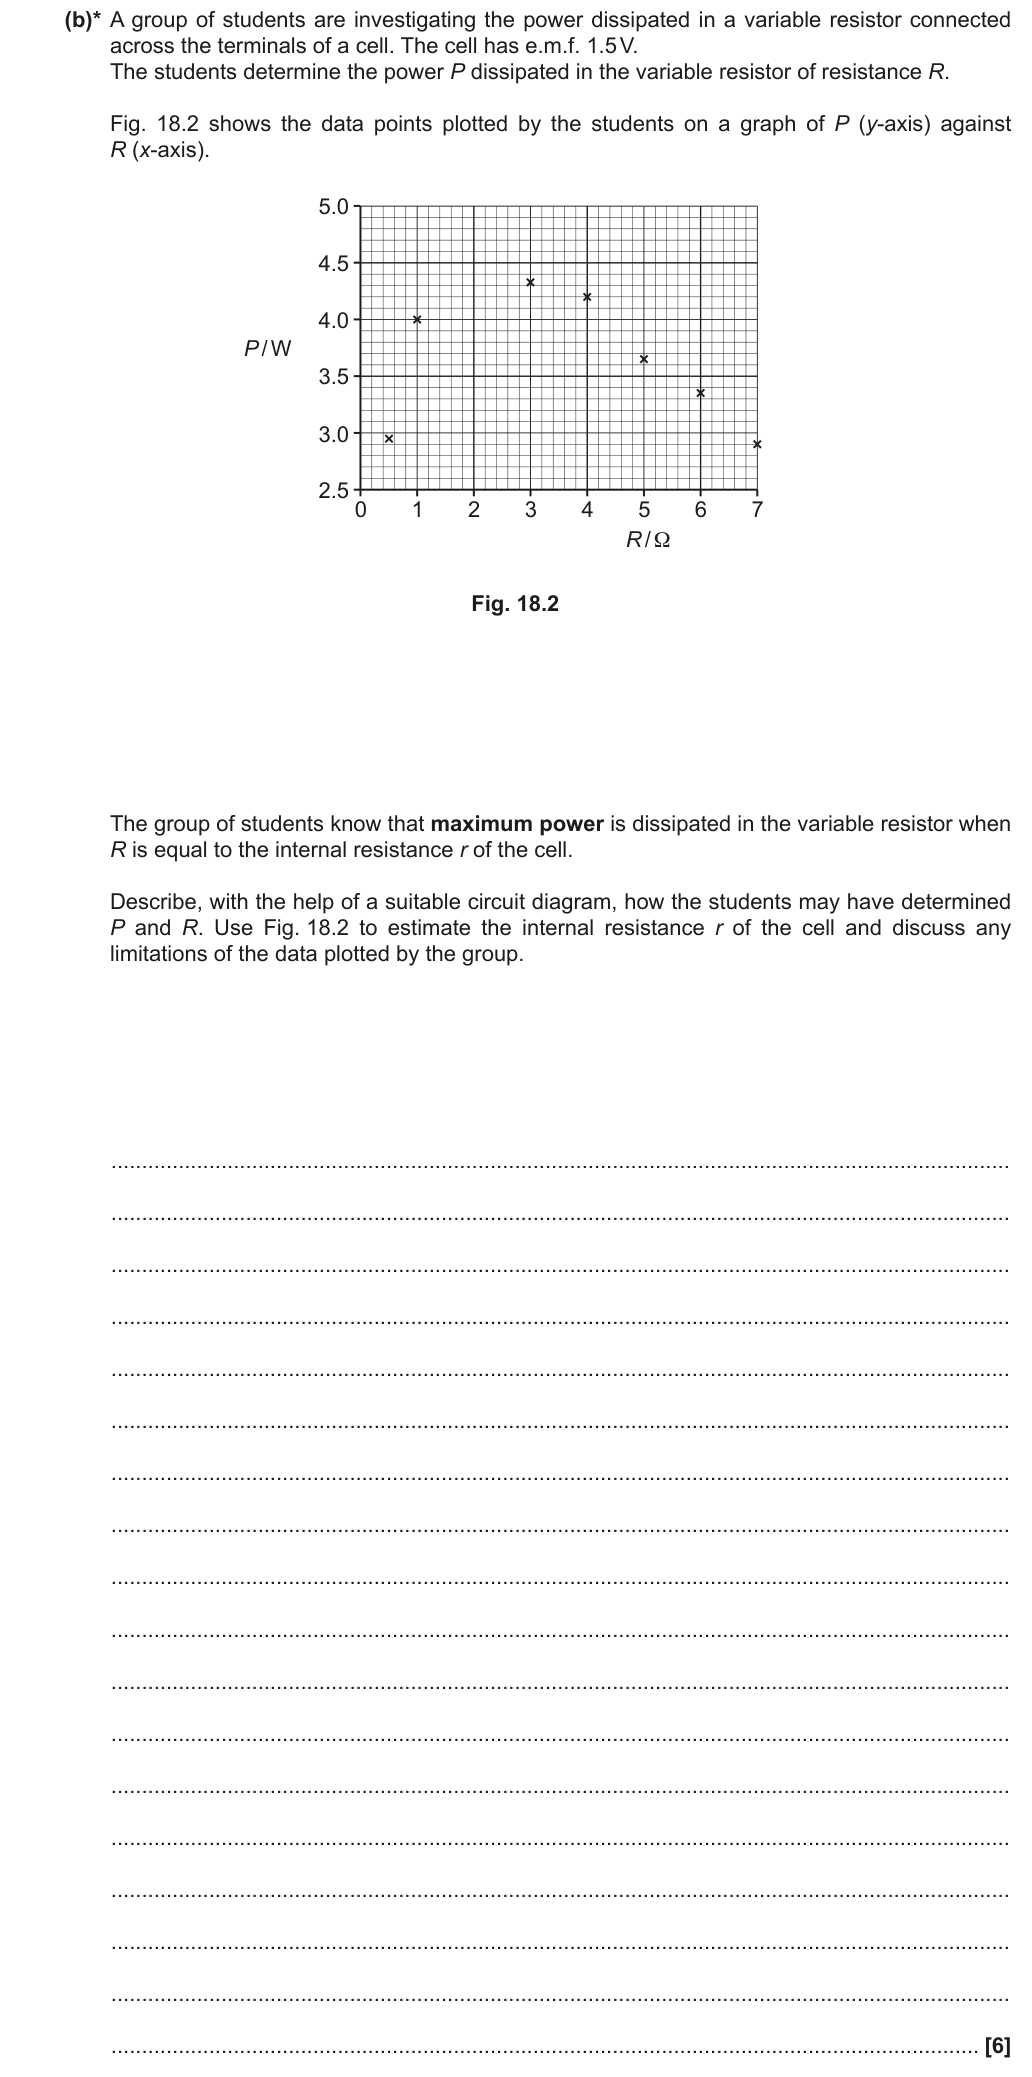 (b)* A group of students are investigating the power dissipated in a variable resistor connected
across the terminals of a cell. The cell has e.m.f. 1.5V.
The students determine the power P dissipated in the variable resistor of resistance R.
Fig. 18.2 shows the data points plotted by the students on a graph of P (y-axis) against
R (x-axis).
5.0
4.5
4.0
P/W
3.5
3.0
2.5
0 1 2 3 4 5 6 7
R/Ω
Fig. 18.2
The group of students know that maximum power is dissipated in the variable resistor when
R is equal to the internal resistance r of the cell.
Describe, with the help of a suitable circuit diagram, how the students may have determined
P and R. Use Fig. 18.2 to estimate the internal resistance r of the cell and discuss any
limitations of the data plotted by the group.
[6]